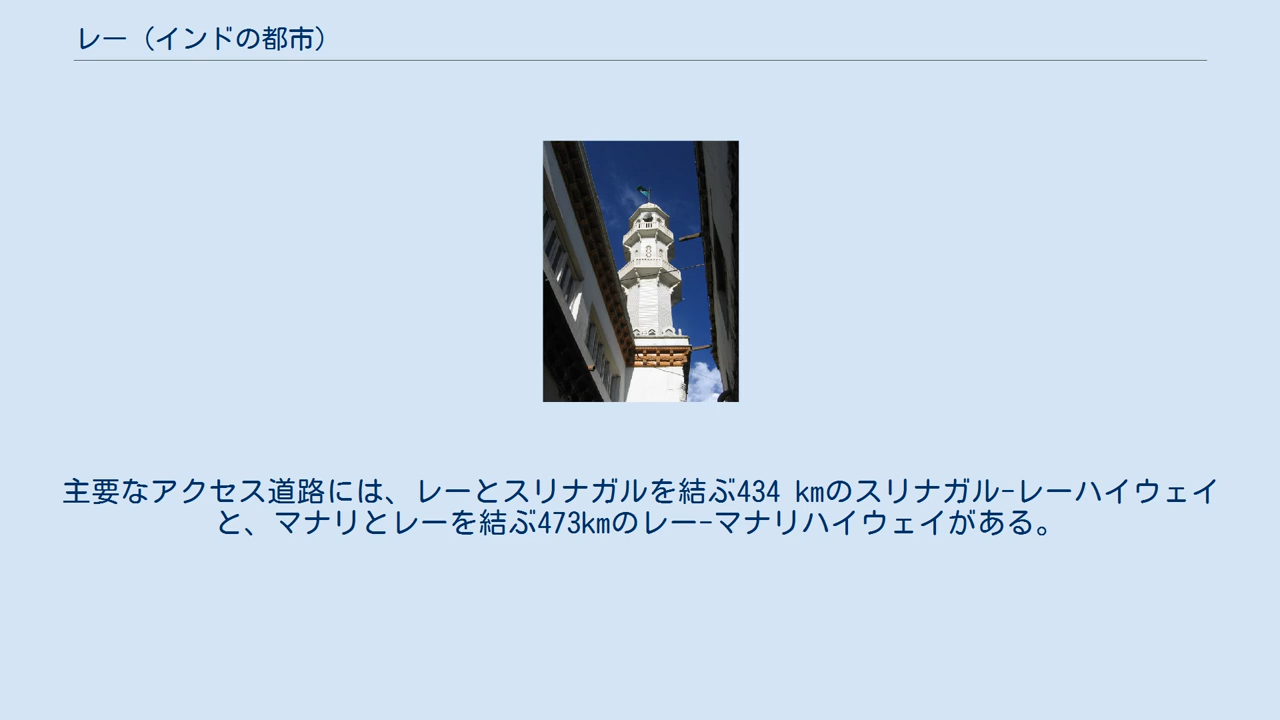 レー（インドの都市）
主要なアクセス道路には、レーとスリナガルを結ぶ434 kmのスリナガル-レーハイウェイ
と、マナリとレーを結ぶ473kmのレー-マナリハイウェイがある。